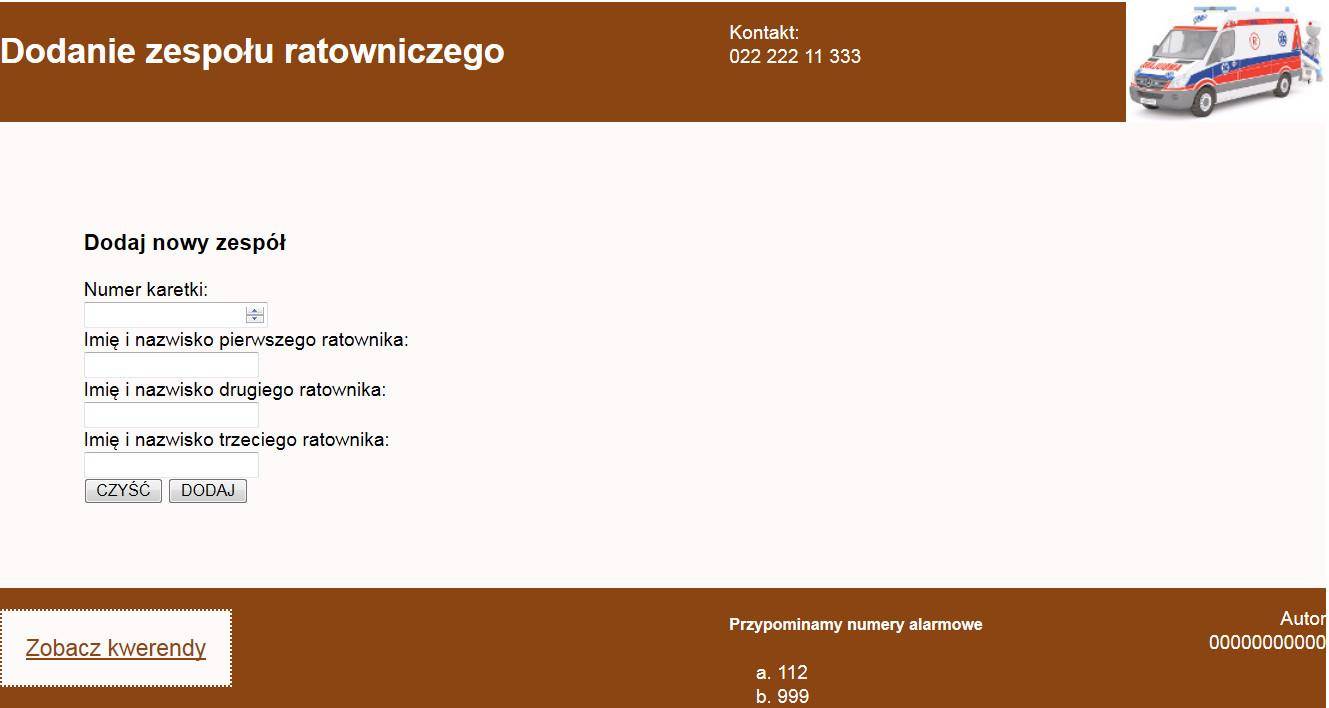 Dodanie zespołu ratowniczego
Kontakt:
022 222 11 333
AMBULANS
Dodaj nowy zespół
Numer karetki:
Imię i nazwisko pierwszego ratownika:
Imię i nazwisko drugiego ratownika:
Imię i nazwisko trzeciego ratownika:
CZYŚĆ DODAJ
Zobacz kwerendy
Przypominamy numery alarmowe
a. 112
b. 999
Autor
00000000000